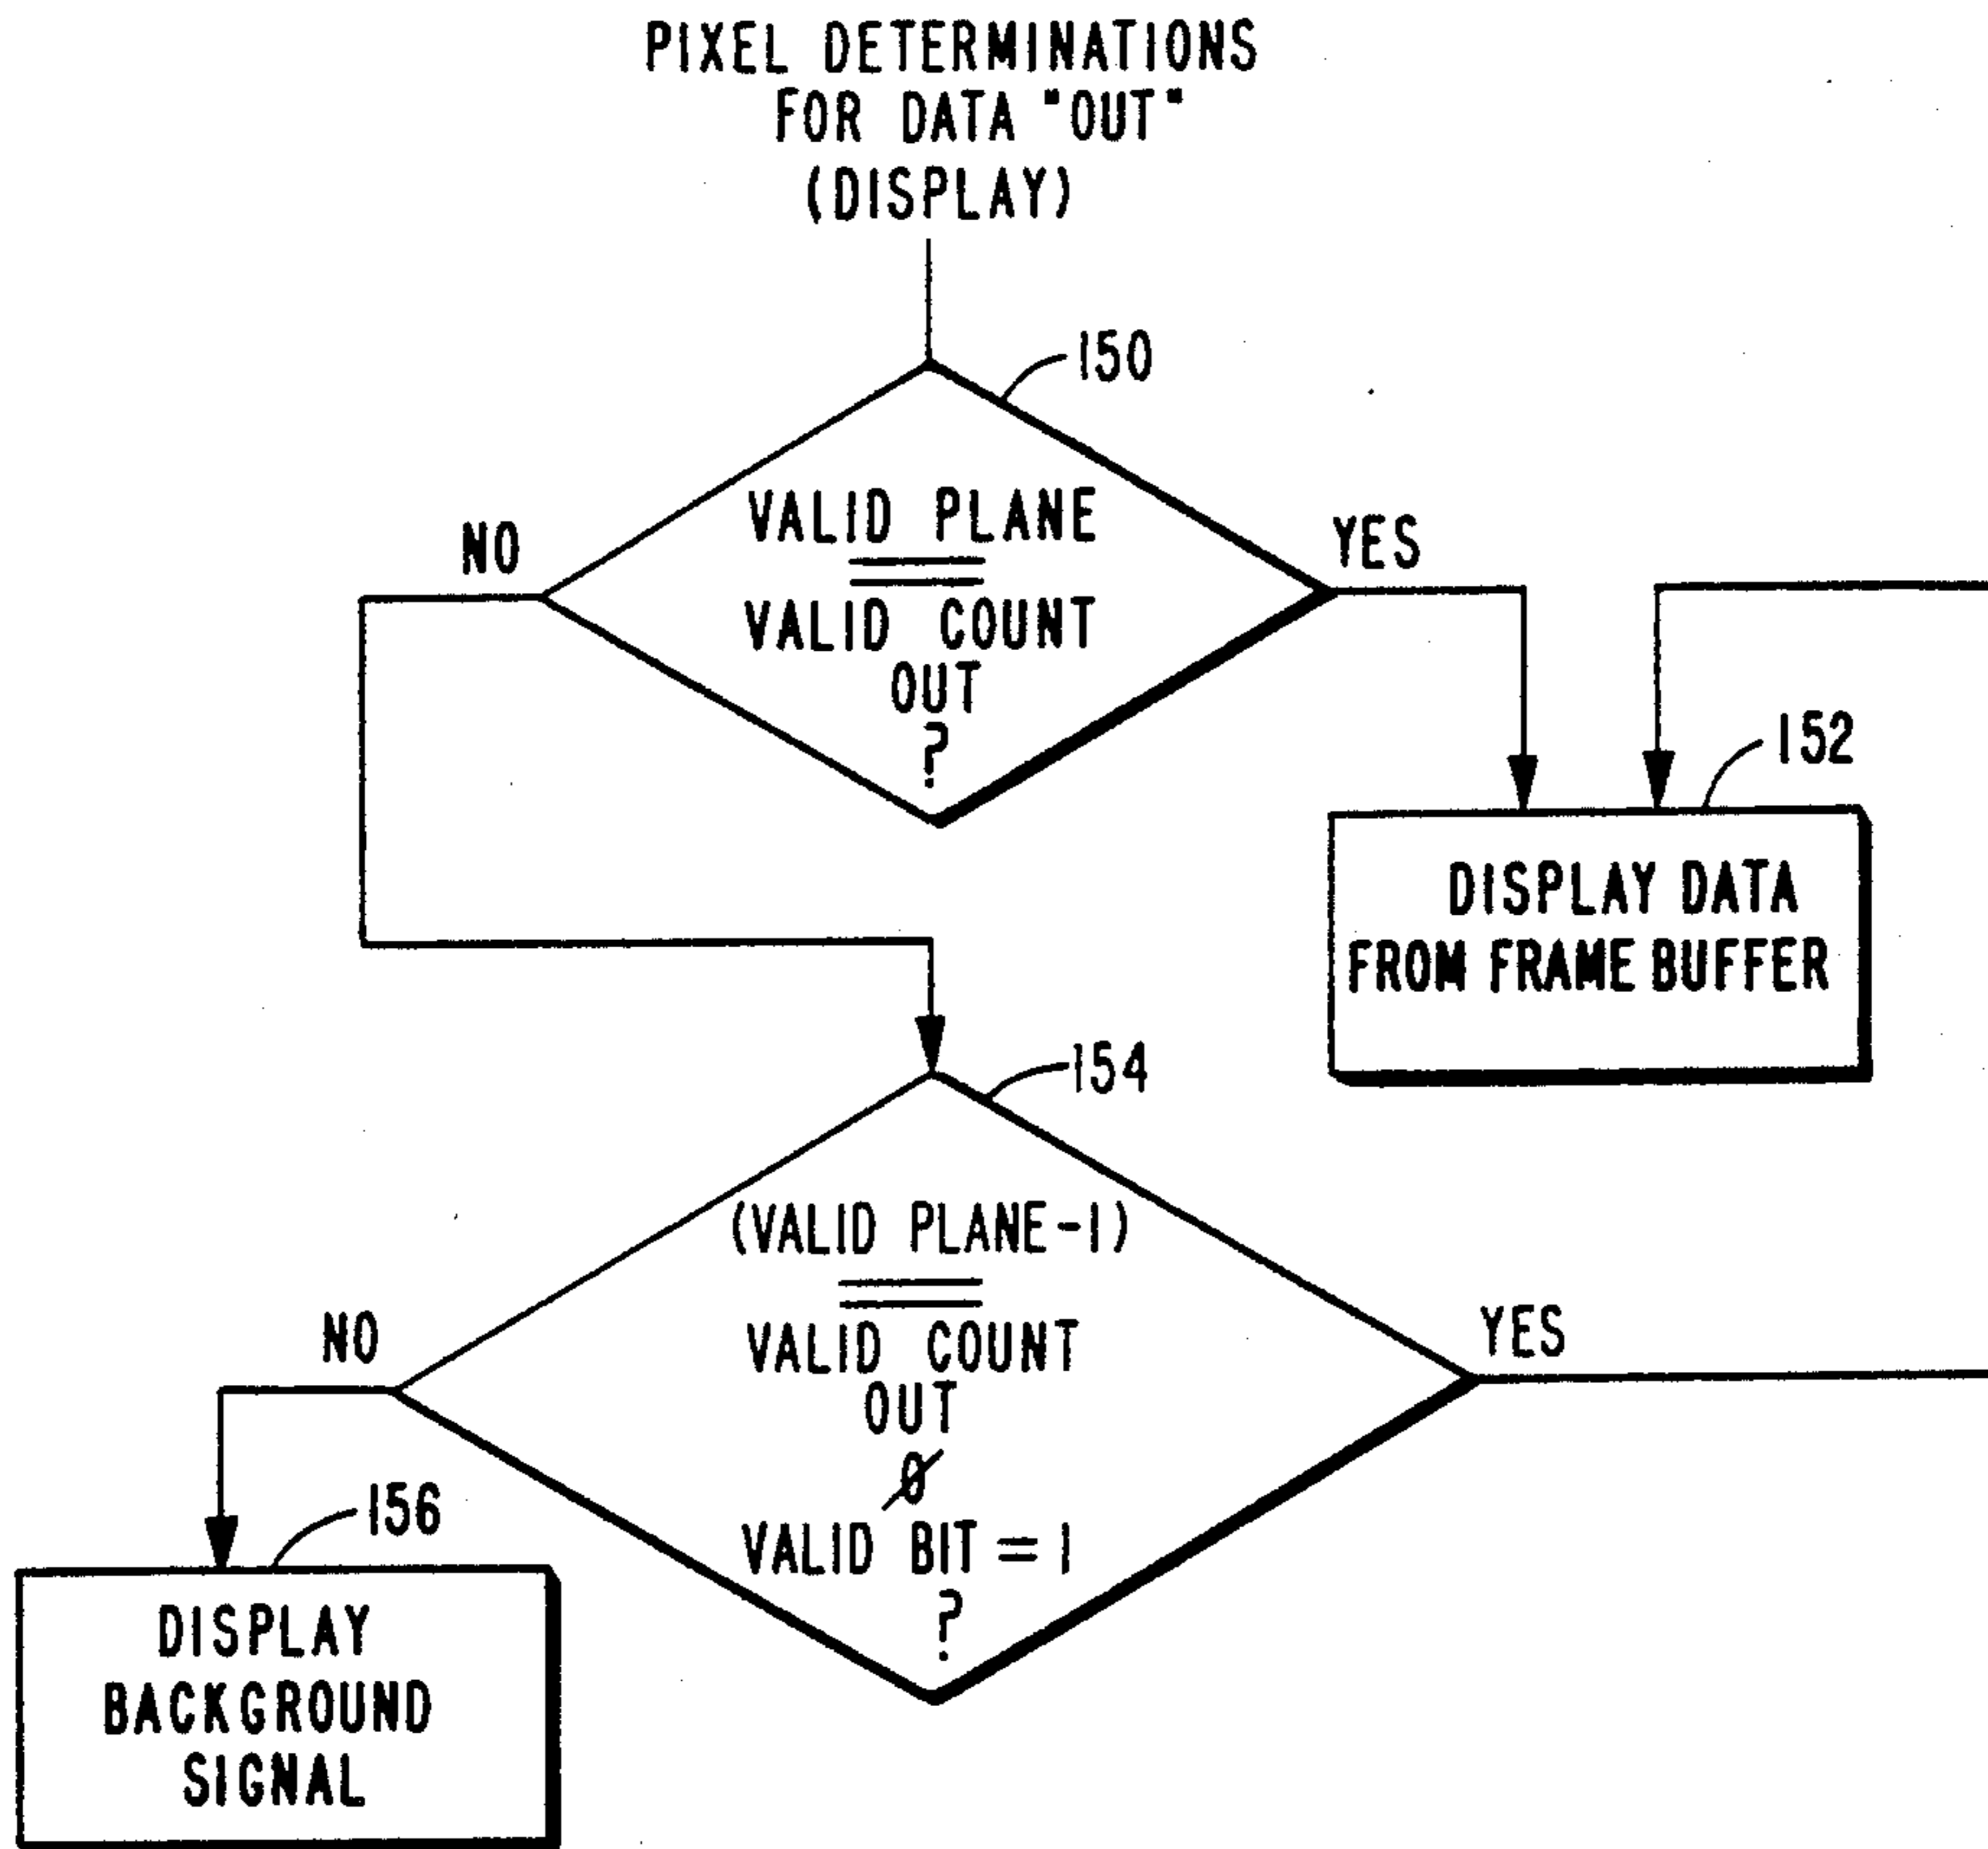 PIXEL DETERMINATIONS
FOR DATA "OUT"
(DISPLAY)
150
VALID PLANE
=
VALID COUNT
OUT
?
NO
YES
152
DISPLAY DATA
FROM FRAME BUFFER
154
(VALID PLANE-1)
=
VALID COUNT
OUT
&
VALID BIT = 1
?
NO
YES
156
DISPLAY
BACKGROUND
SIGNAL